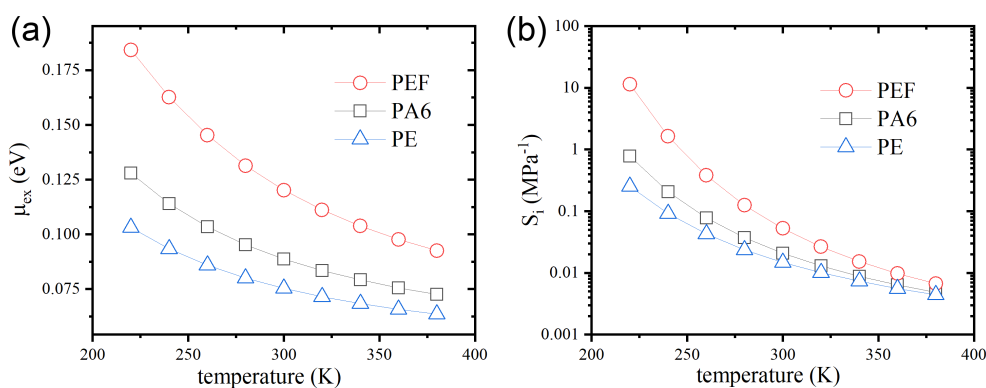 (a)
0.175
0.150
0.125
0.100
0.075
μex (eV)
PEF
PA6
PE
200 250 300 350 400
temperature (K)
(b)
100
10
1
0.1
0.01
0.001
Si (MPa-1)
PEF
PA6
PE
200 250 300 350 400
temperature (K)